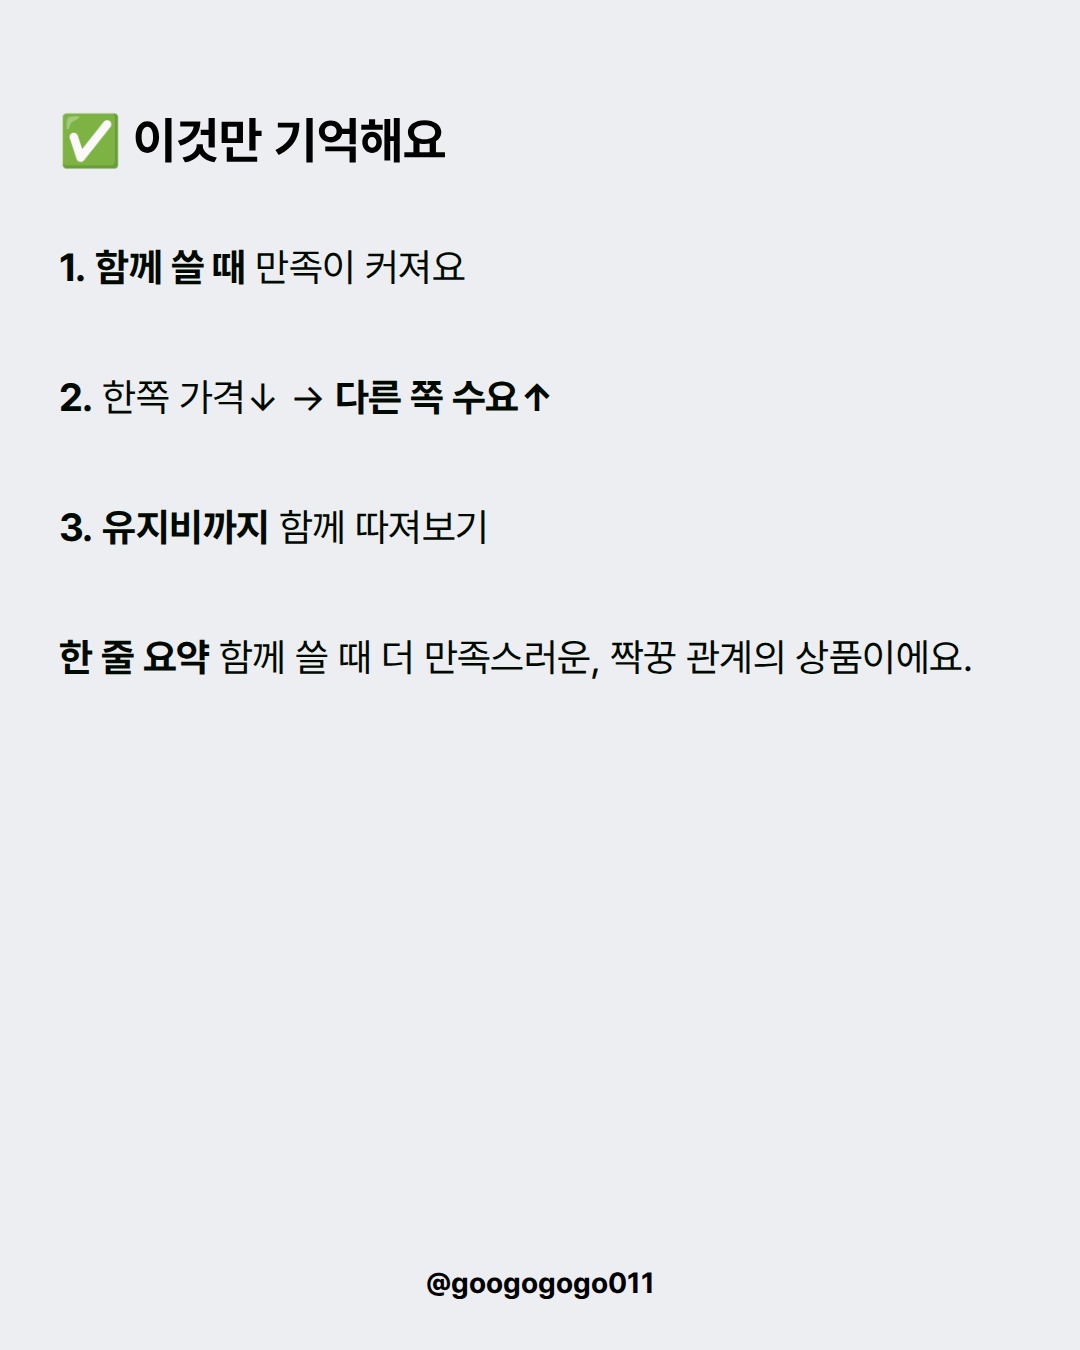 ✅ 이것만 기억해요
1. 함께 쓸 때 만족이 커져요
2. 한쪽 가격↓ → 다른 쪽 수요↑
3. 유지비까지 함께 따져보기
한 줄 요약 함께 쓸 때 더 만족스러운, 짝꿍 관계의 상품이에요.
@googogogo011